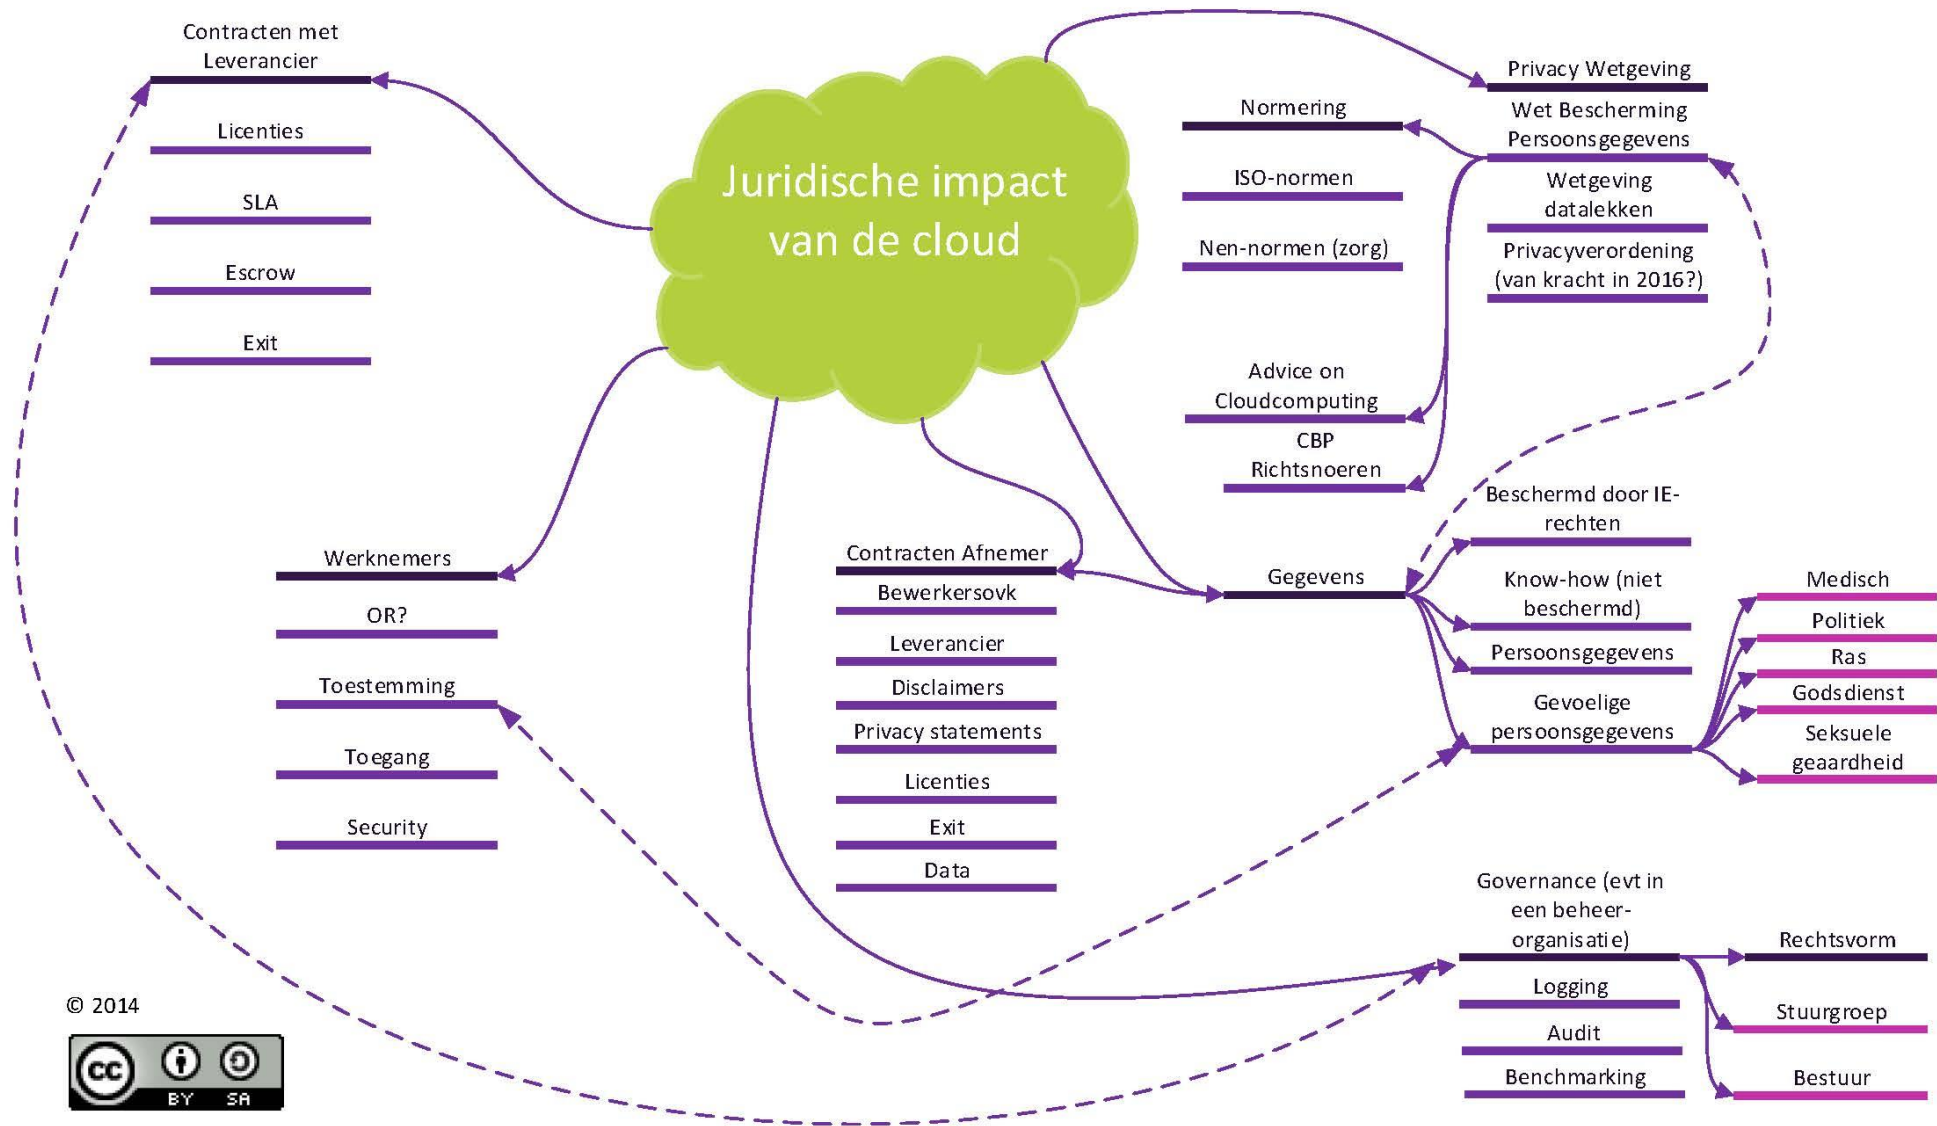 Contracten met
Leverancier
Licenties
SLA
Escrow
Exit
Juridische impact
van de cloud
Privacy Wetgeving
Wet Bescherming
Persoonsgegevens
Wetgeving
datalekken
Privacyverordening
(van kracht in 2016?)
Normering
ISO-normen
Nen-normen (zorg)
Advice on
Cloudcomputing
CBP
Richtsnoeren
Werknemers
OR?
Toestemming
Toegang
Security
Contracten Afnemer
Bewerkersovk
Leverancier
Disclaimers
Privacy statements
Licenties
Exit
Data
Gegevens
Beschermd door IE-
rechten
Know-how (niet
beschermd)
Persoonsgegevens
Gevoelige
persoonsgegevens
Medisch
Politiek
Ras
Godsdienst
Seksuele
geaardheid
Governance (evt in
een beheer-
organisatie)
Logging
Audit
Benchmarking
Rechtsvorm
Stuurgroep
Bestuur
© 2014
cc
BY SA